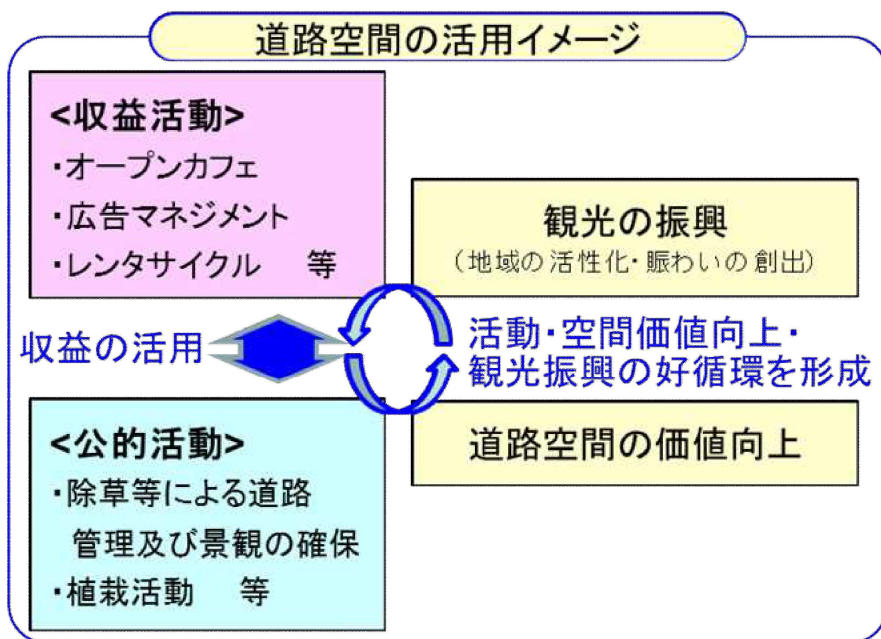 道路空間の活用イメージ
<収益活動>
・オープンカフェ
・広告マネジメント
・レンタサイクル　等
観光の振興
（地域の活性化・賑わいの創出）
収益の活用
活動・空間価値向上・
観光振興の好循環を形成
<公的活動>
・除草等による道路
管理及び景観の確保
・植栽活動　等
道路空間の価値向上